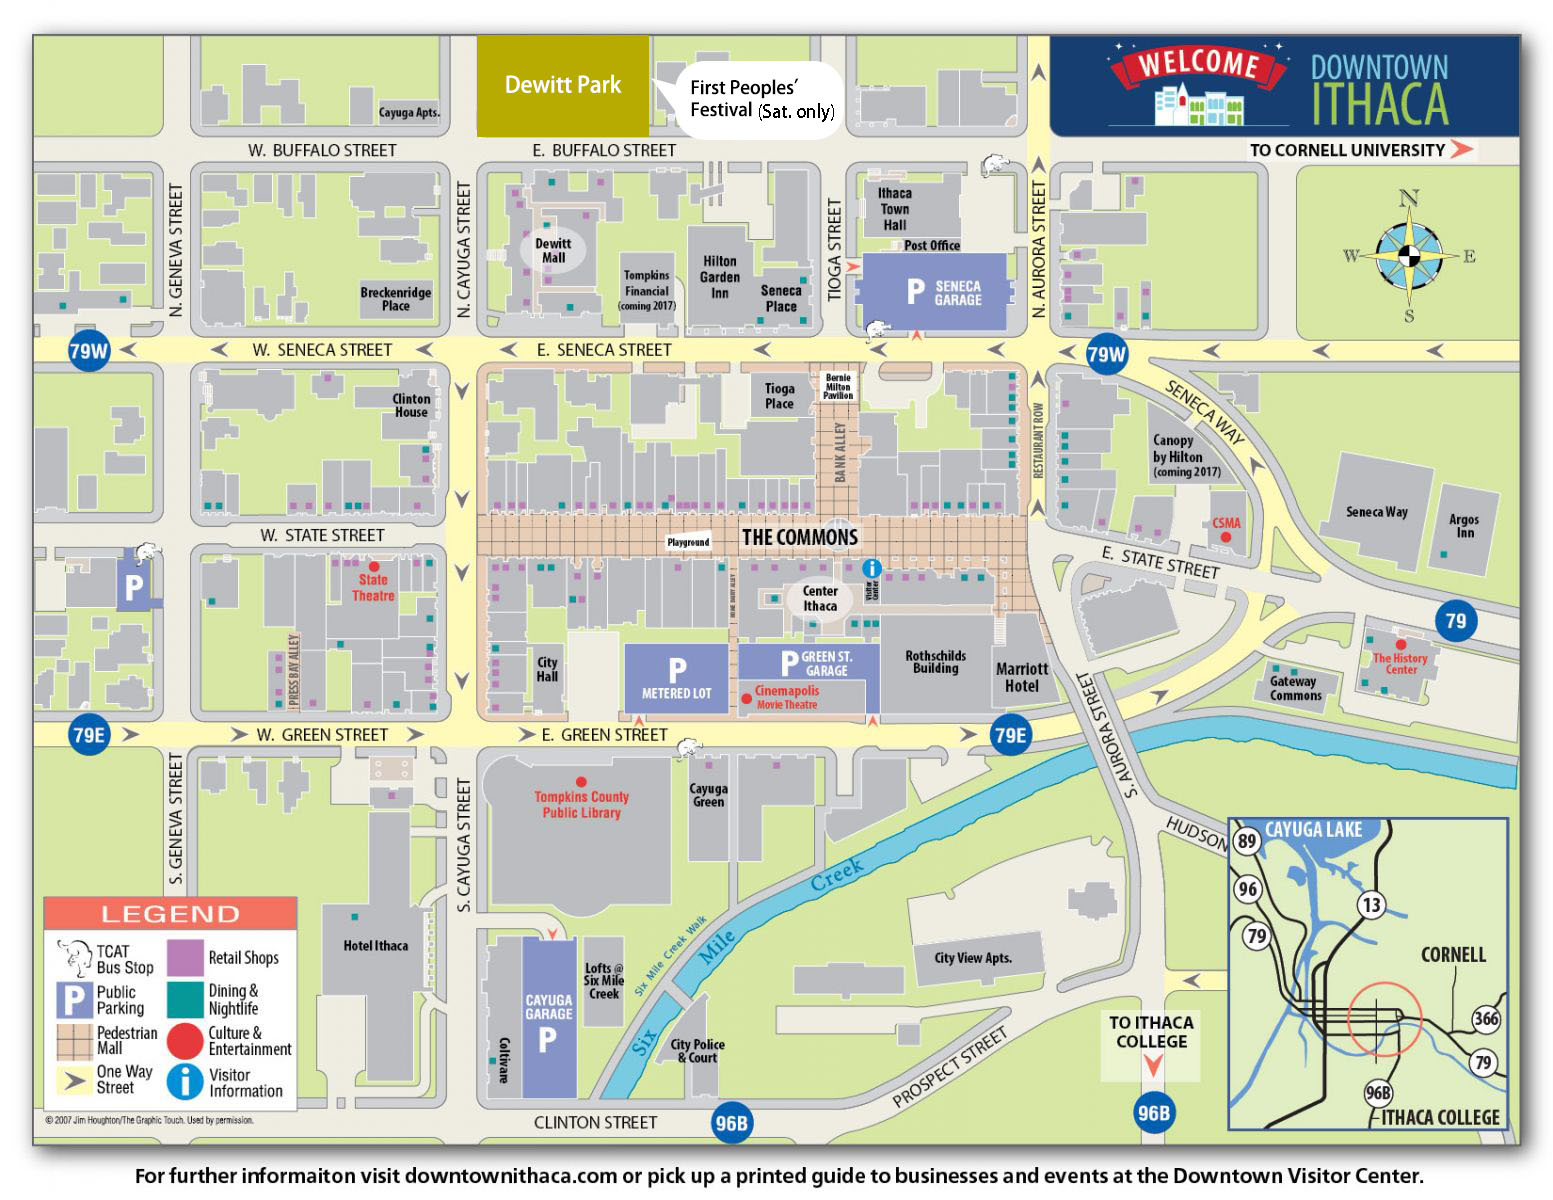 Dewitt Park
First Peoples'
Festival (Sat. only)
WELCOME
DOWNTOWN
ITHACA
Cayuga Apts.
W. BUFFALO STREET
E. BUFFALO STREET
TO CORNELL UNIVERSITY
N. GENEVA STREET
N. CAYUGA STREET
TIOGA STREET
N. AURORA STREET
Ithaca
Town
Hall
Post Office
P SENECA
GARAGE
Dewitt
Mall
Tompkins
Financial
(coming 2017)
Hilton
Garden
Inn
Seneca
Place
Breckenridge
Place
N
W
E
S
79W
W. SENECA STREET
E. SENECA STREET
79W
SENECA WAY
Clinton
House
Tioga
Place
Bernie
Milton
Pavilion
BANK ALLEY
RESTAURANT ROW
Canopy
by Hilton
(coming 2017)
CSMA
Seneca Way
Argos
Inn
W. STATE STREET
Playground
THE COMMONS
E. STATE STREET
P
State
Theatre
PRESS BAY ALLEY
HOME DAIRY ALLEY
Center
Ithaca
i
Visitor
Center
79
The History
Center
Gateway
Commons
City
Hall
P
METERED LOT
P GREEN ST.
GARAGE
Cinemapolis
Movie Theatre
Rothschilds
Building
Marriott
Hotel
79E
W. GREEN STREET
E. GREEN STREET
79E
S. AURORA STREET
S. GENEVA STREET
S. CAYUGA STREET
Tompkins County
Public Library
Cayuga
Green
HUDSON
Hotel Ithaca
Six Mile Creek Walk
Six Mile Creek
City View Apts.
Coltivare
CAYUGA
GARAGE
P
Lofts @
Six Mile
Creek
City Police
& Court
PROSPECT STREET
TO ITHACA
COLLEGE
CLINTON STREET
96B
96B
LEGEND
TCAT
Bus Stop
Retail Shops
P
Public
Parking
Dining &
Nightlife
Pedestrian
Mall
Culture &
Entertainment
One Way
Street
i
Visitor
Information
© 2007 Jim Houghton/The Graphic Touch. Used by permission.
CAYUGA LAKE
89
96
13
79
CORNELL
366
79
96B
ITHACA COLLEGE
For further informaiton visit downtownithaca.com or pick up a printed guide to businesses and events at the Downtown Visitor Center.